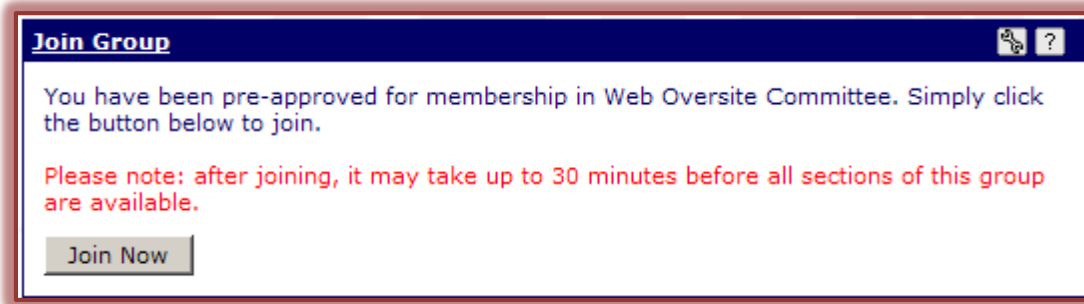 Join Group
?
You have been pre-approved for membership in Web Oversite Committee. Simply click
the button below to join.
Please note: after joining, it may take up to 30 minutes before all sections of this group
are available.
Join Now